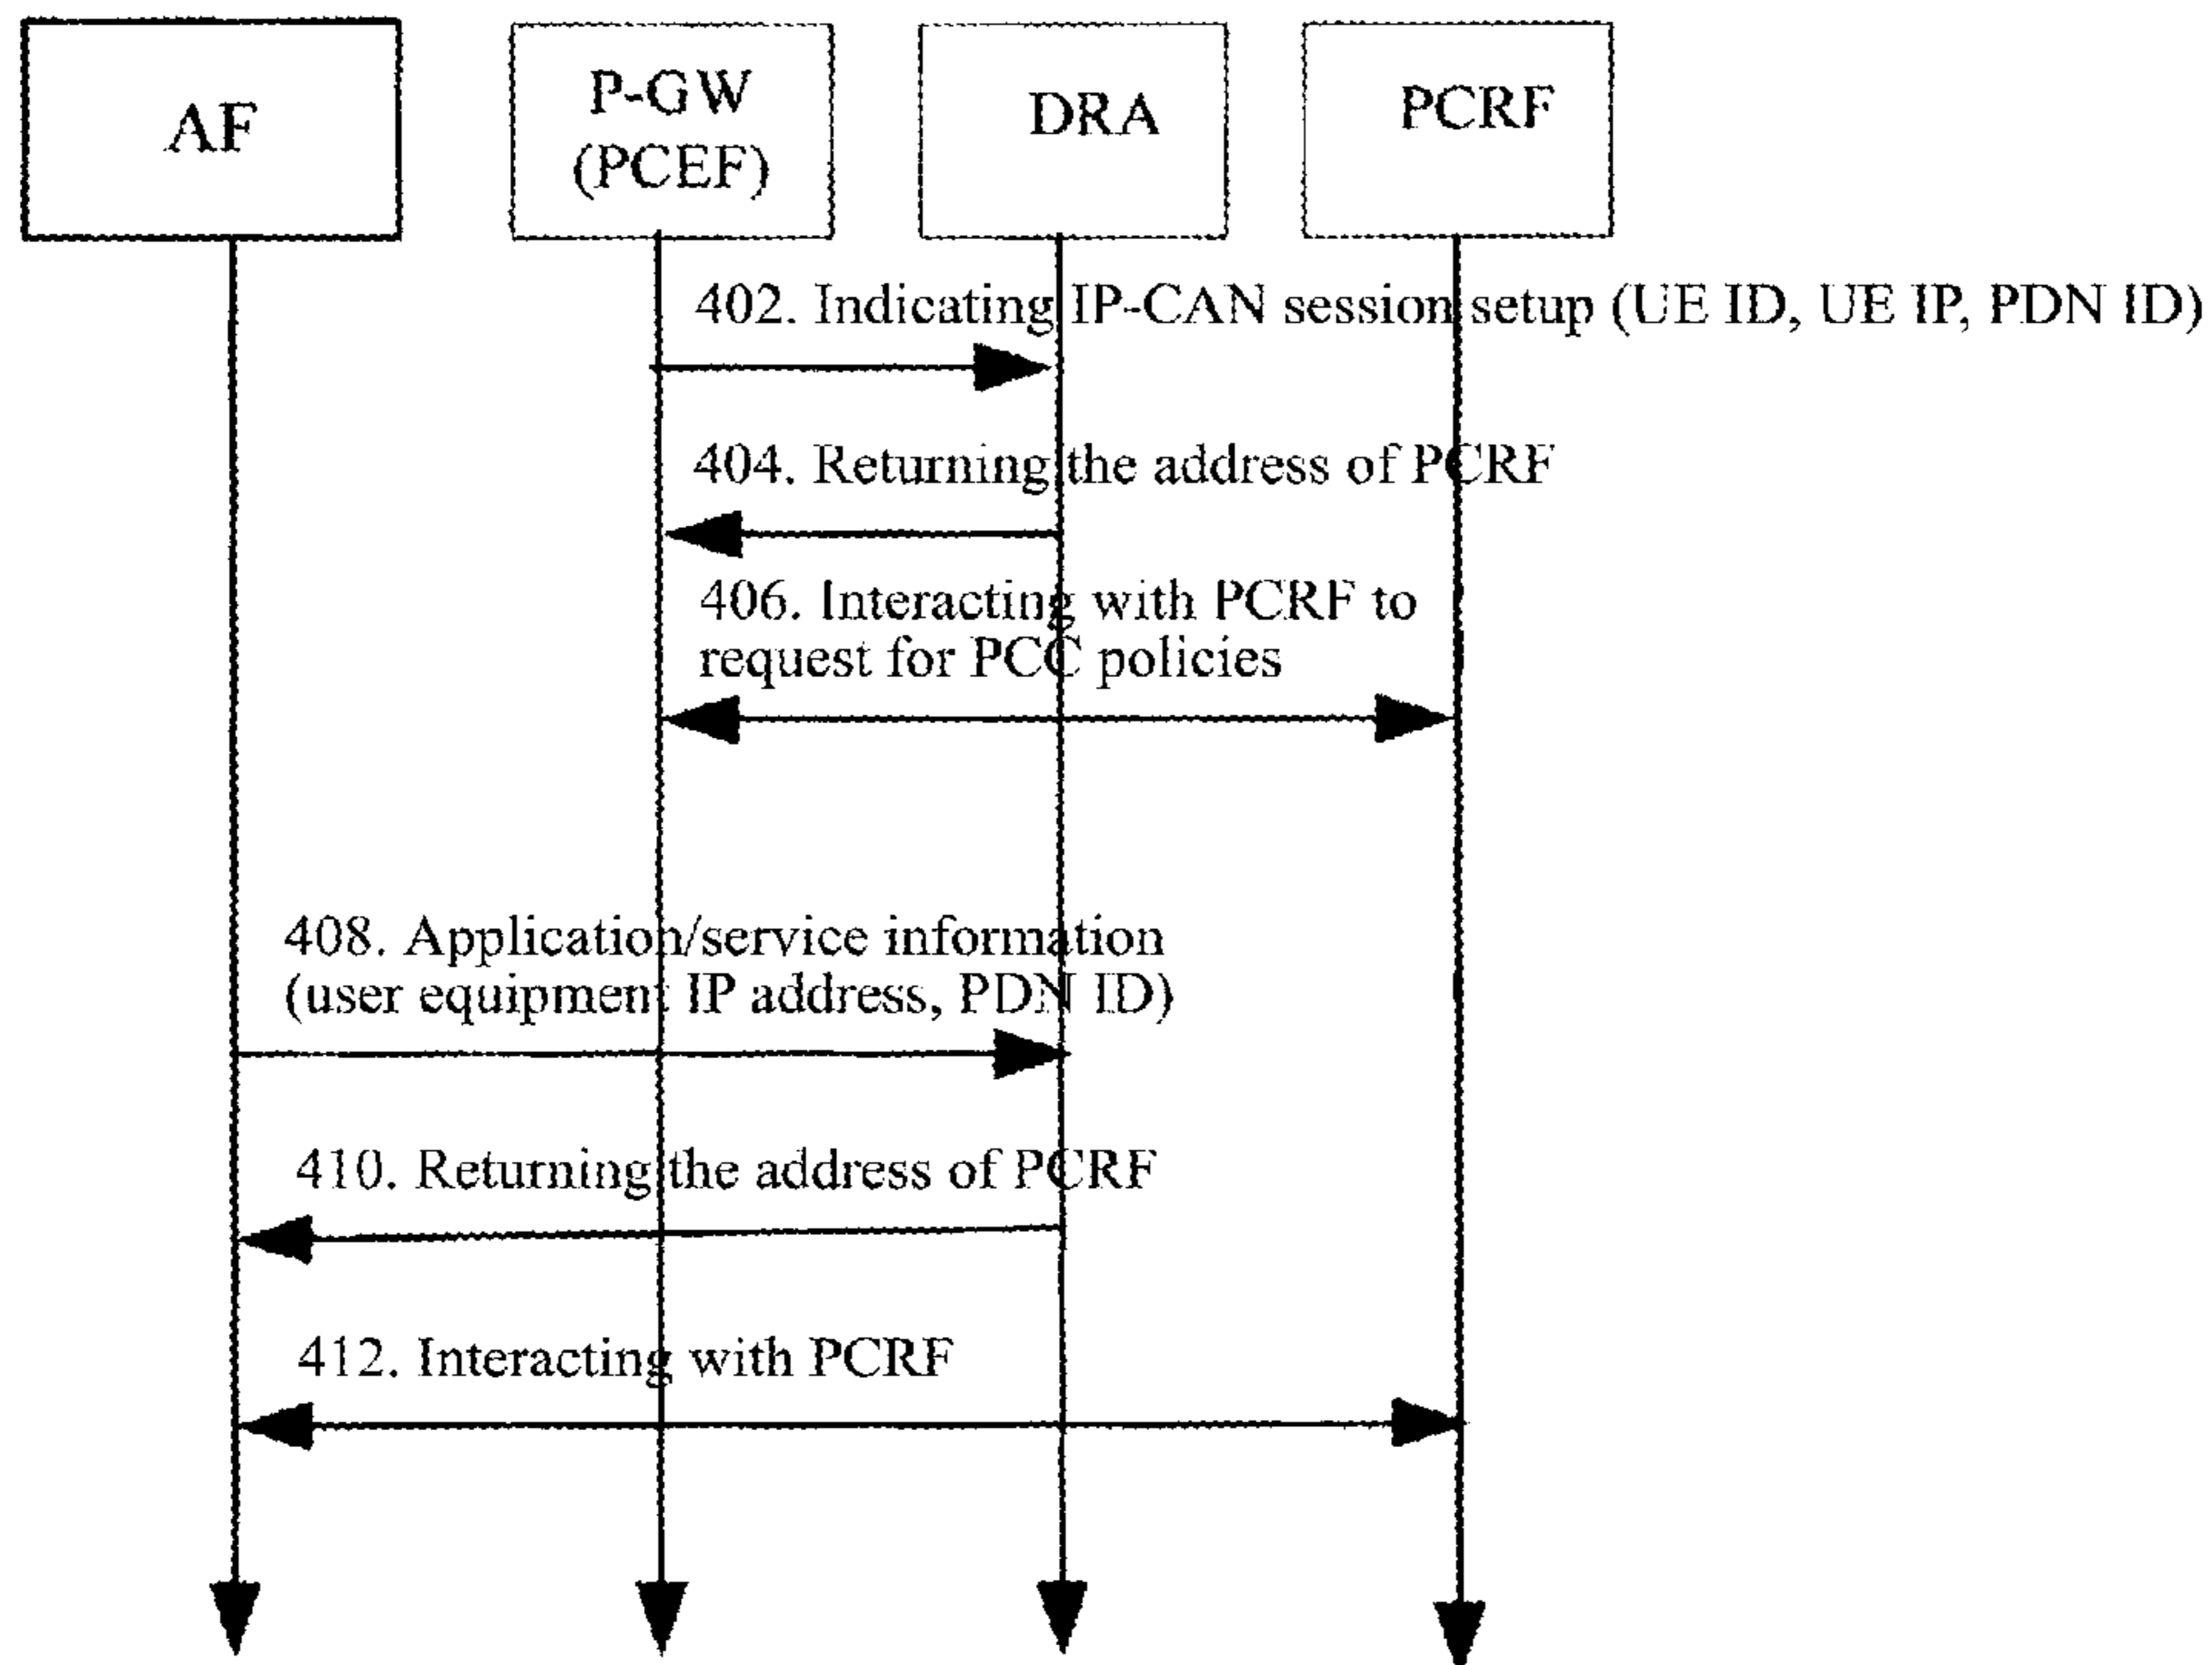 AF
P-GW
(PCEF)
DRA
PCRF
402. Indicating IP-CAN session setup (UE ID, UE IP, PDN ID)
404. Returning the address of PCRF
406. Interacting with PCRF to
request for PCC policies
408. Application/service information
(user equipment IP address, PDN ID)
410. Returning the address of PCRF
412. Interacting with PCRF